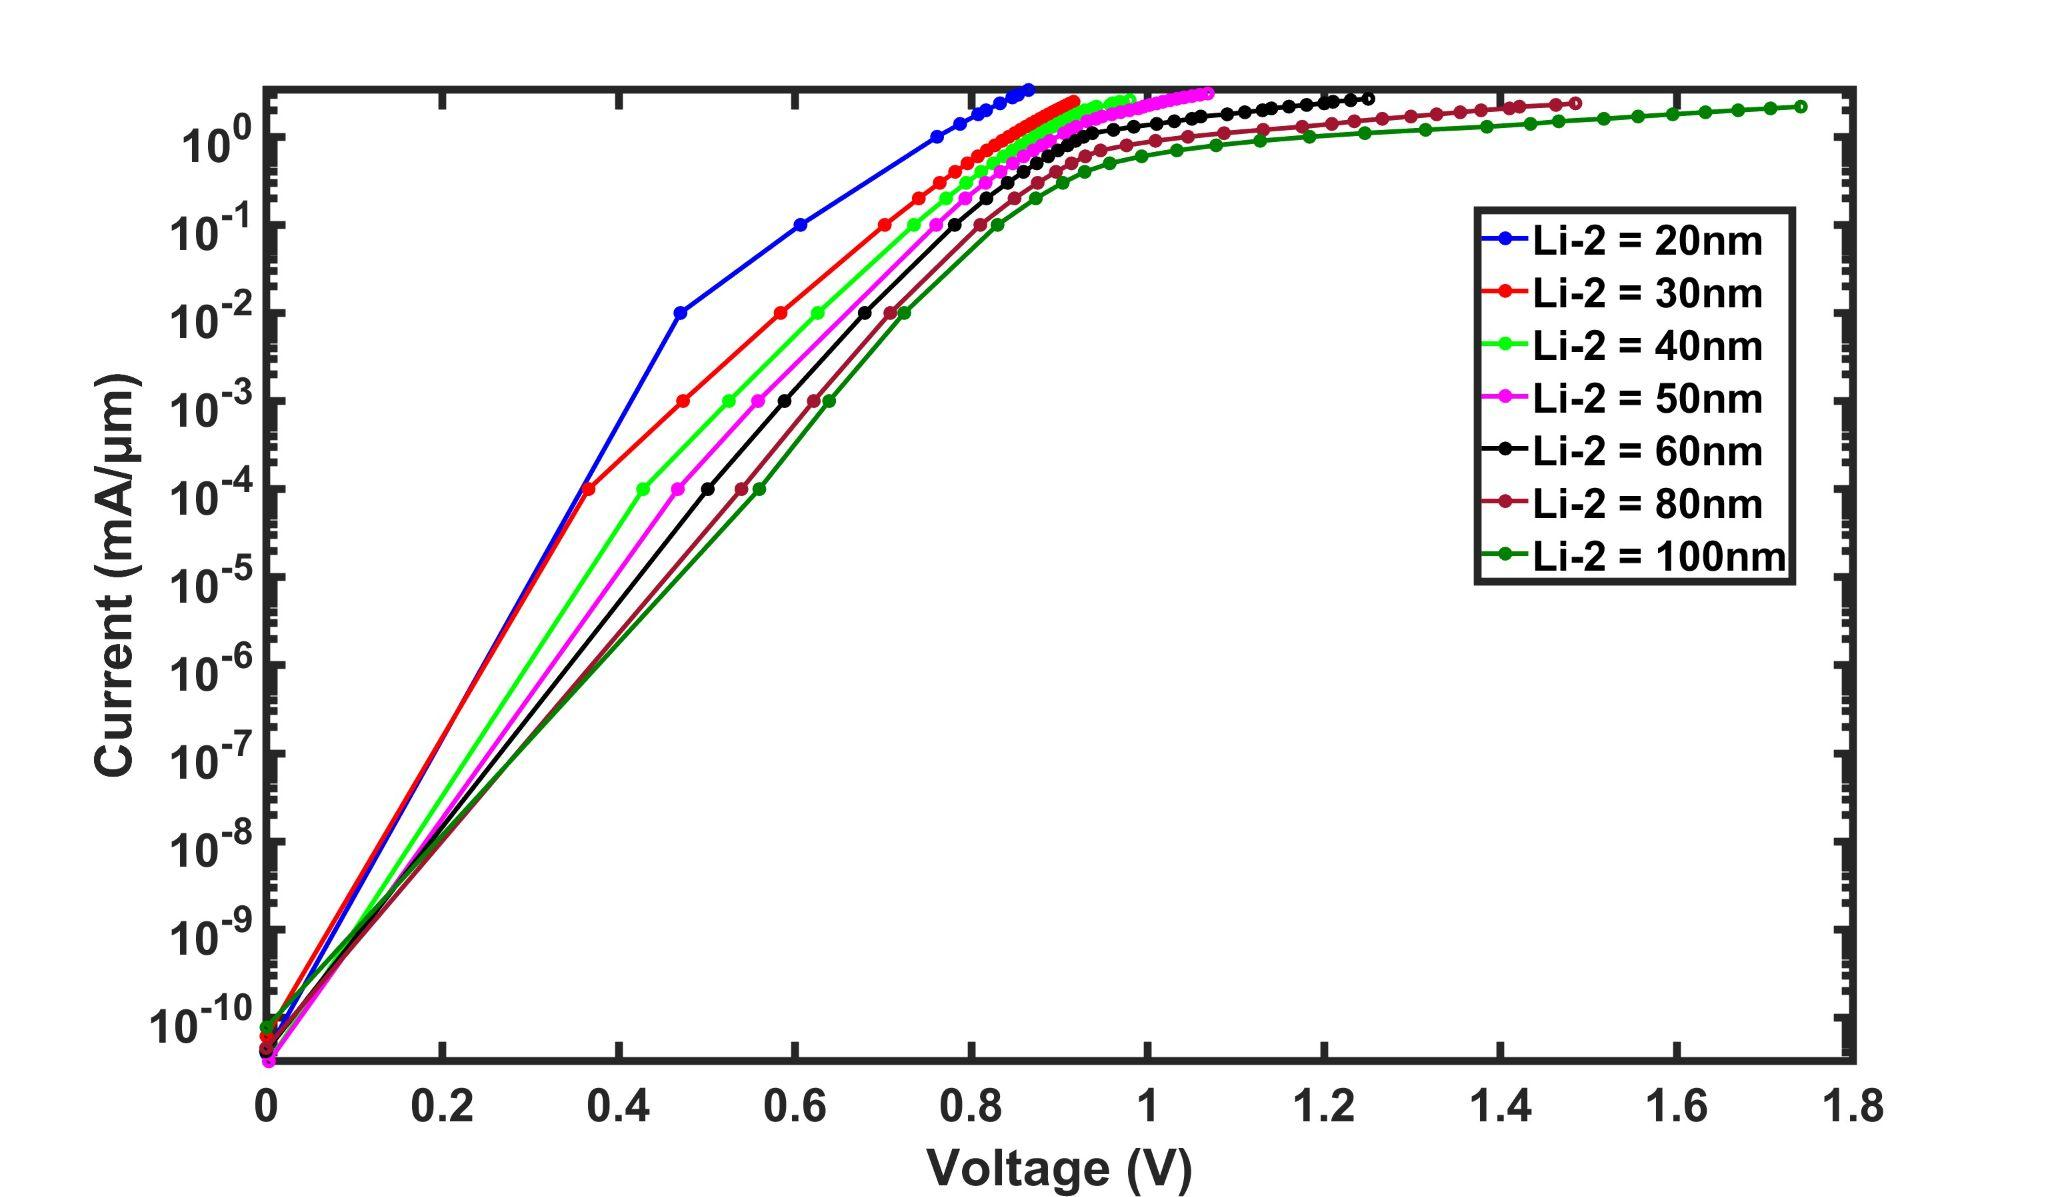 10^0
10^-1
10^-2
10^-3
10^-4
10^-5
10^-6
10^-7
10^-8
10^-9
10^-10
Current (mA/μm)
Li-2 = 20nm
Li-2 = 30nm
Li-2 = 40nm
Li-2 = 50nm
Li-2 = 60nm
Li-2 = 80nm
Li-2 = 100nm
0 0.2 0.4 0.6 0.8 1 1.2 1.4 1.6 1.8
Voltage (V)